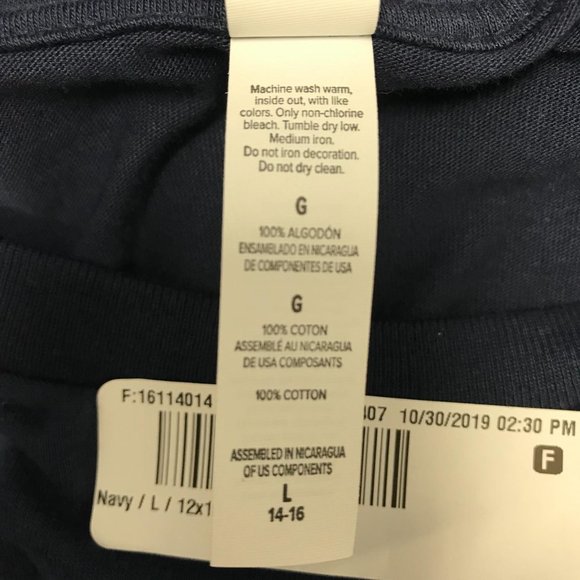 Machine wash warm,
inside out, with like
colors. Only non-chlorine
bleach. Tumble dry low.
Medium iron.
Do not iron decoration.
Do not dry clean.
G
100% ALGODÓN
ENSAMBLADO EN NICARAGUA
DE COMPONENTES DE USA
G
100% COTON
ASSEMBLÉ AU NICARAGUA
DE USA COMPOSANTS
100% COTTON
ASSEMBLED IN NICARAGUA
OF US COMPONENTS
L
14-16
F:16114014
407 10/30/2019 02:30 PM
F
Navy / L / 12x1